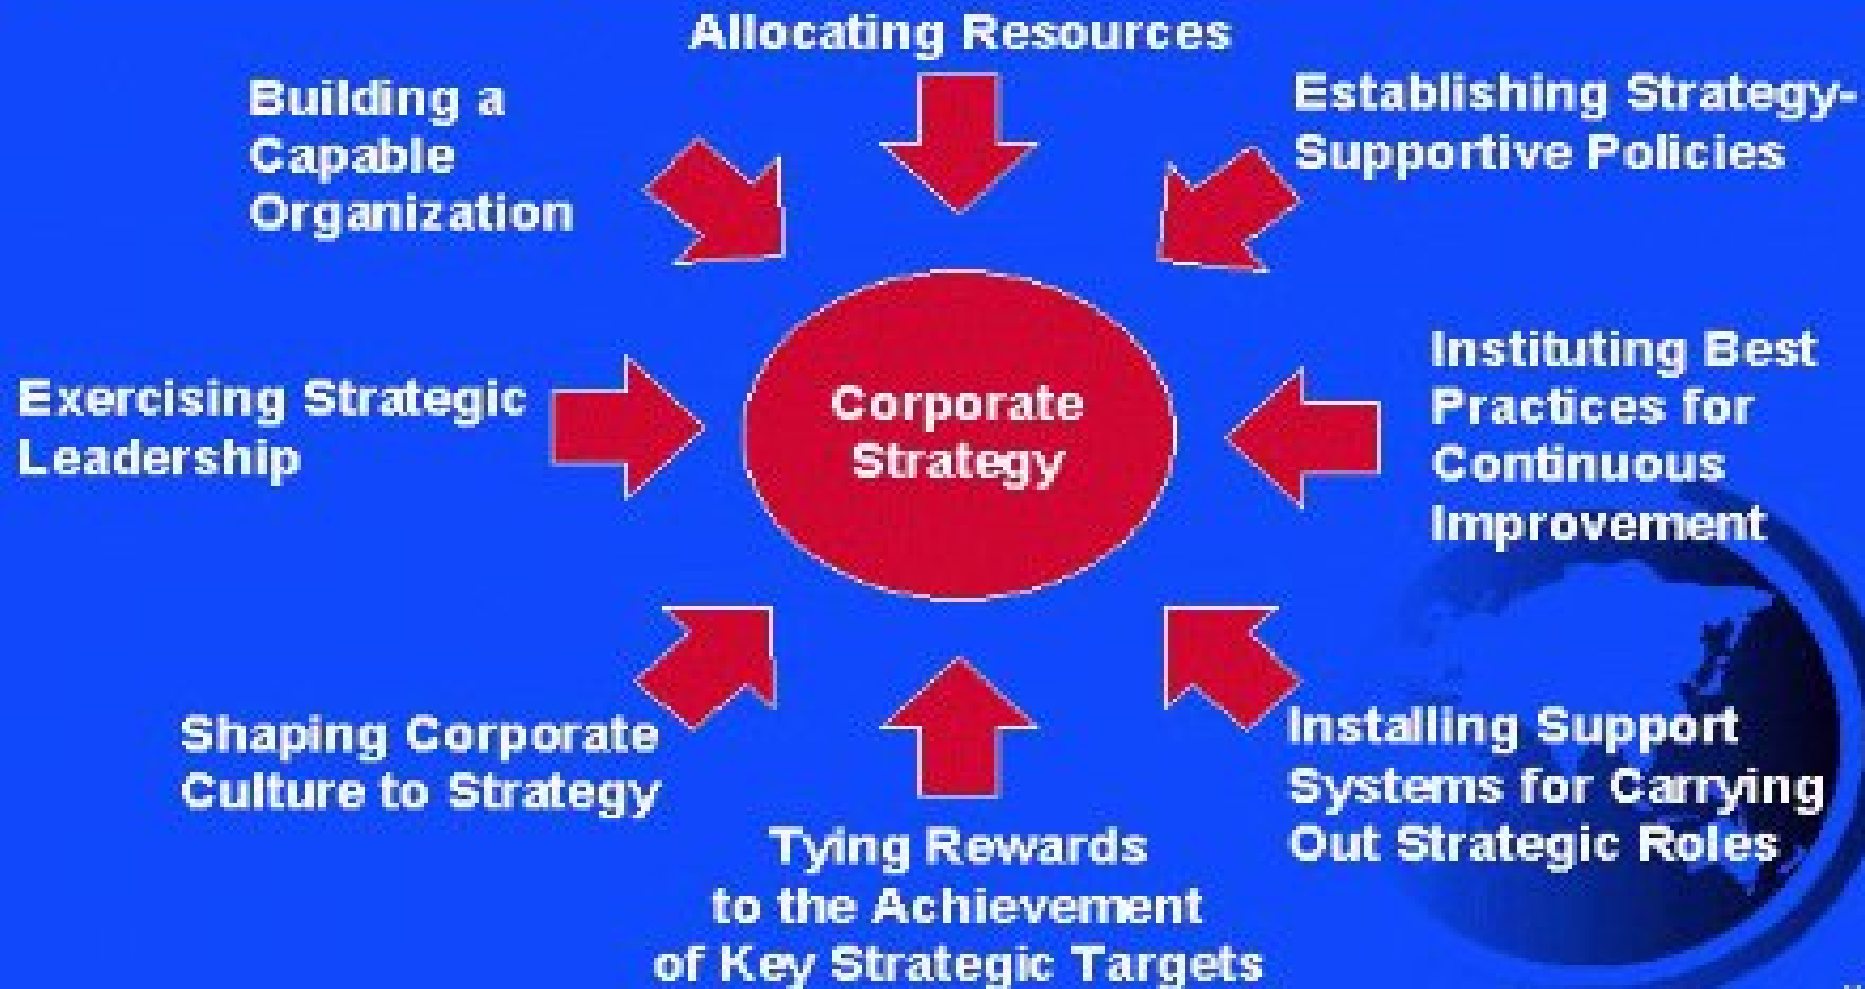 Allocating Resources
Building a
Capable
Organization
Establishing Strategy-
Supportive Policies
Exercising Strategic
Leadership
Corporate
Strategy
Instituting Best
Practices for
Continuous
Improvement
Shaping Corporate
Culture to Strategy
Tying Rewards
to the Achievement
of Key Strategic Targets
Installing Support
Systems for Carrying
Out Strategic Roles